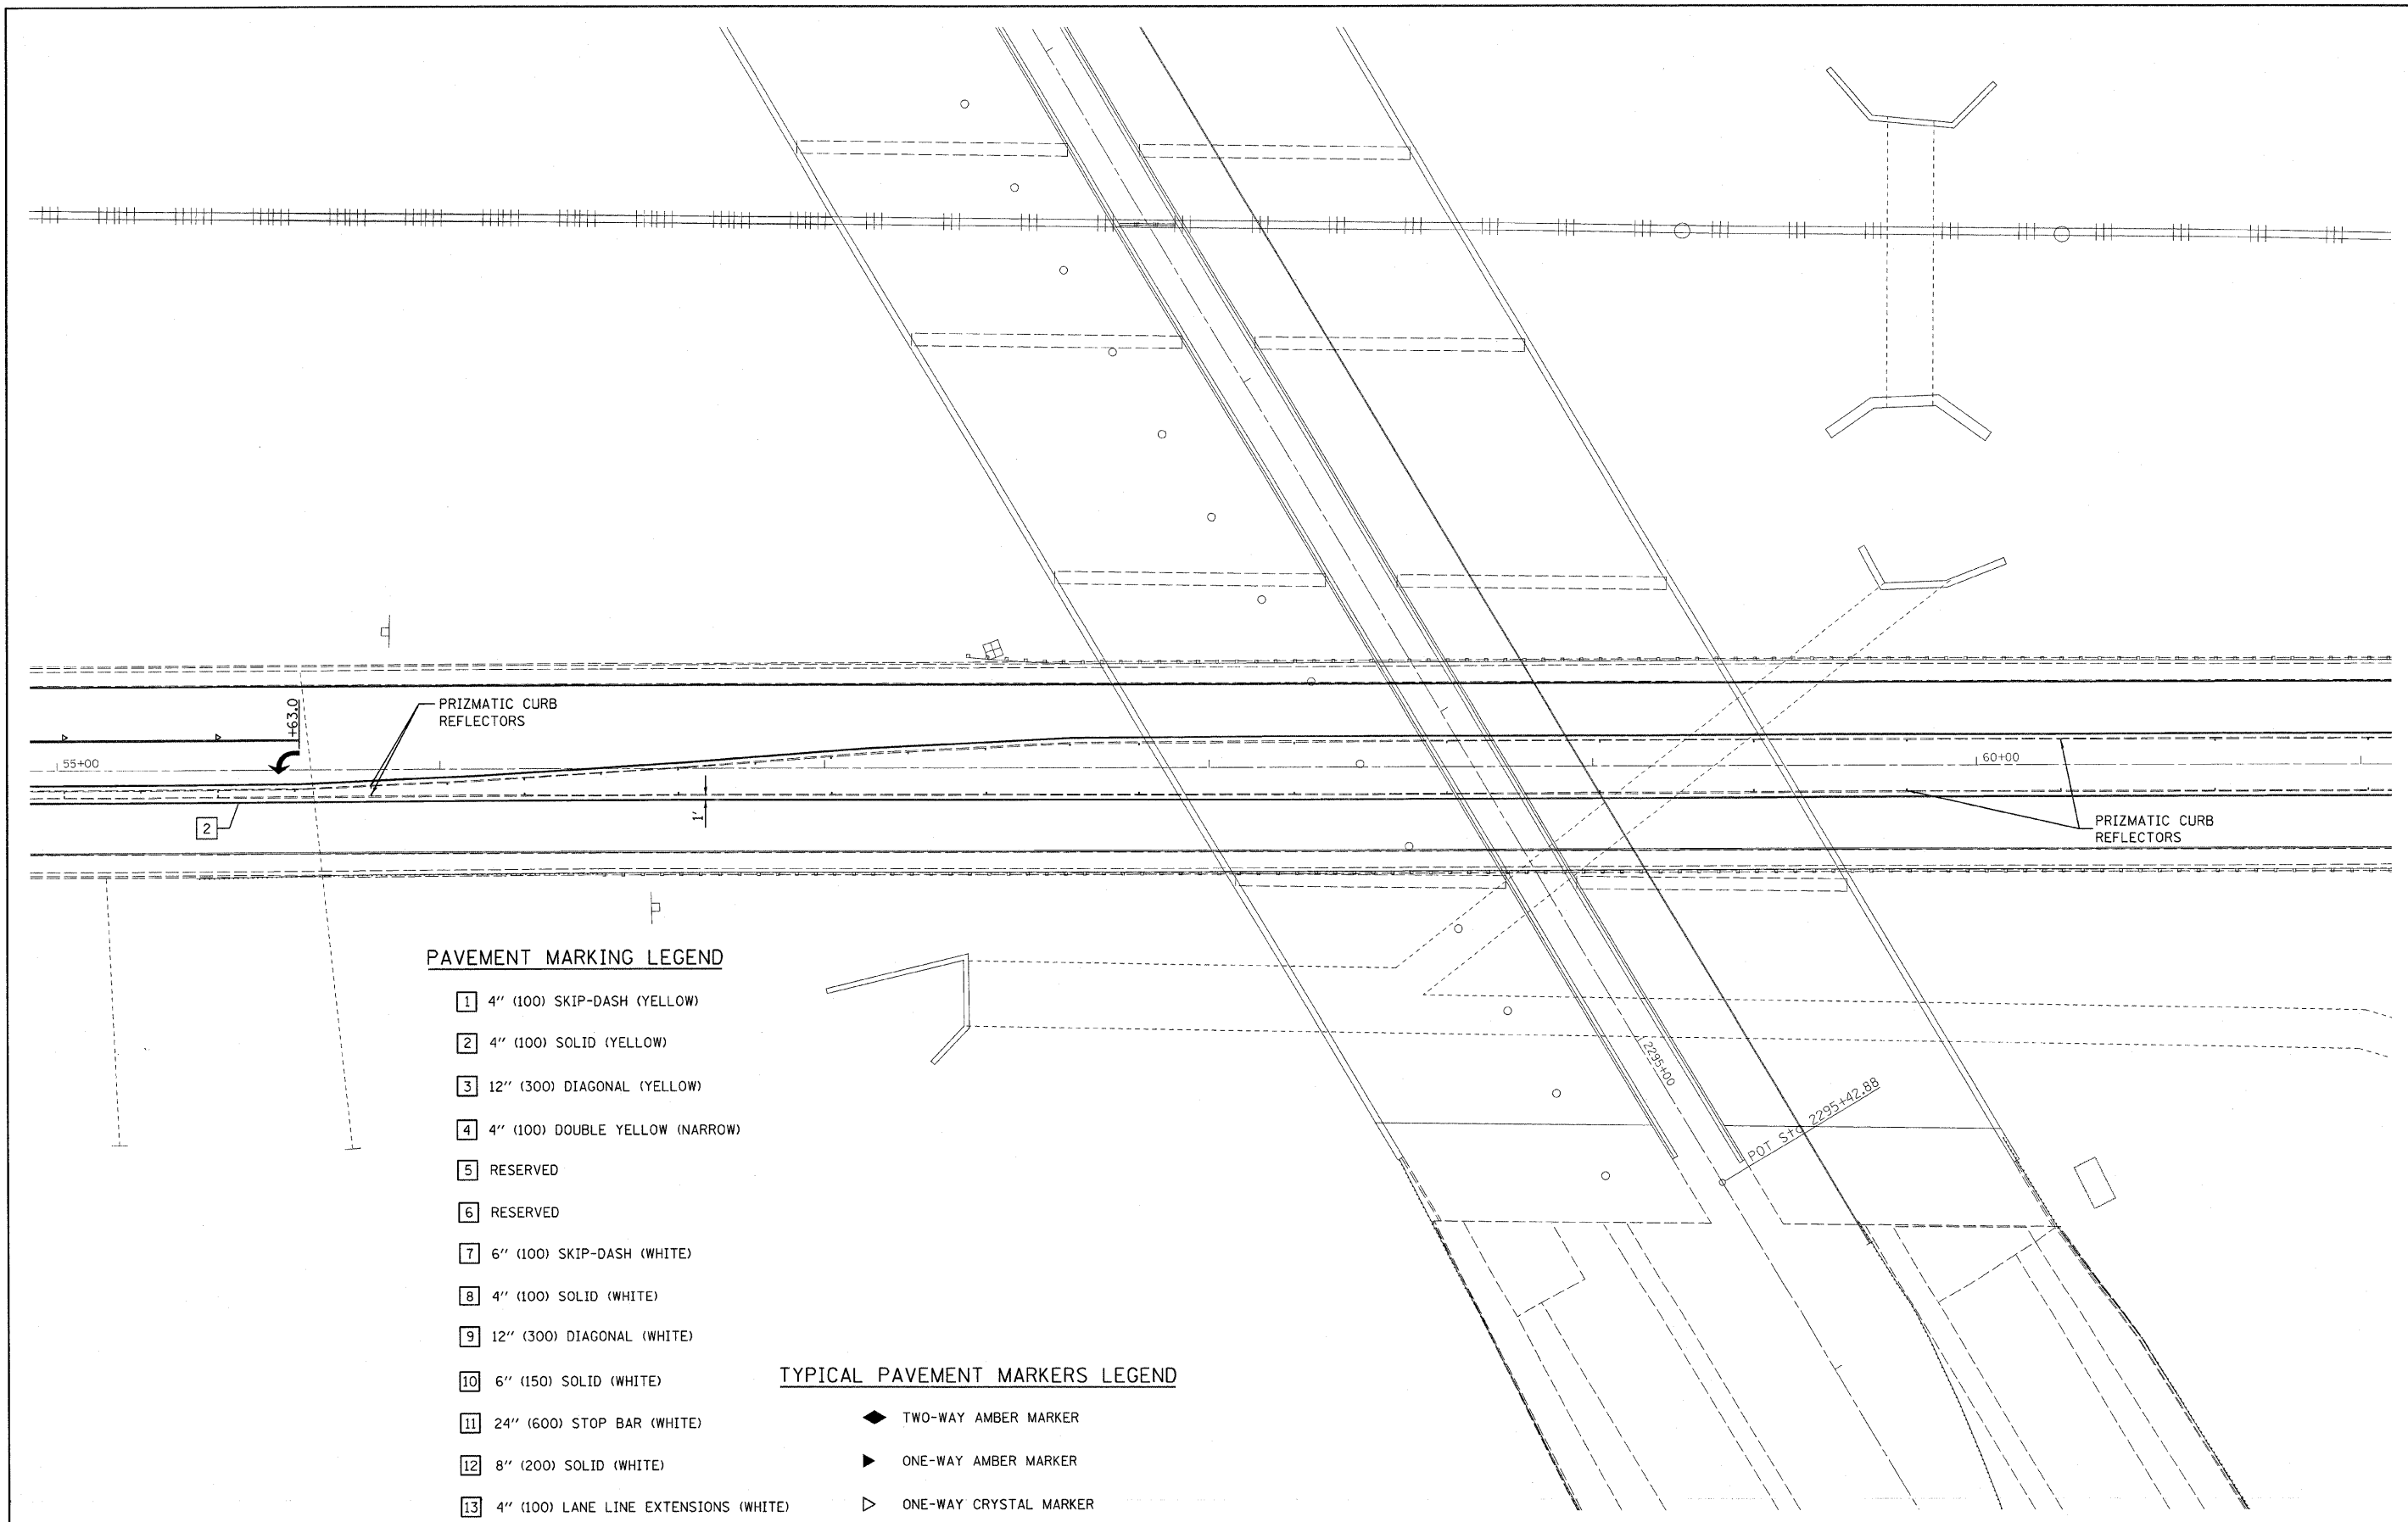 +63.0
PRIZMATIC CURB
REFLECTORS
55+00
60+00
2
1'
PRIZMATIC CURB
REFLECTORS
2295+00
POT Sta 2295+42.88
PAVEMENT MARKING LEGEND
1 4" (100) SKIP-DASH (YELLOW)
2 4" (100) SOLID (YELLOW)
3 12" (300) DIAGONAL (YELLOW)
4 4" (100) DOUBLE YELLOW (NARROW)
5 RESERVED
6 RESERVED
7 6" (100) SKIP-DASH (WHITE)
8 4" (100) SOLID (WHITE)
9 12" (300) DIAGONAL (WHITE)
10 6" (150) SOLID (WHITE)
11 24" (600) STOP BAR (WHITE)
12 8" (200) SOLID (WHITE)
13 4" (100) LANE LINE EXTENSIONS (WHITE)
TYPICAL PAVEMENT MARKERS LEGEND
TWO-WAY AMBER MARKER
ONE-WAY AMBER MARKER
ONE-WAY CRYSTAL MARKER